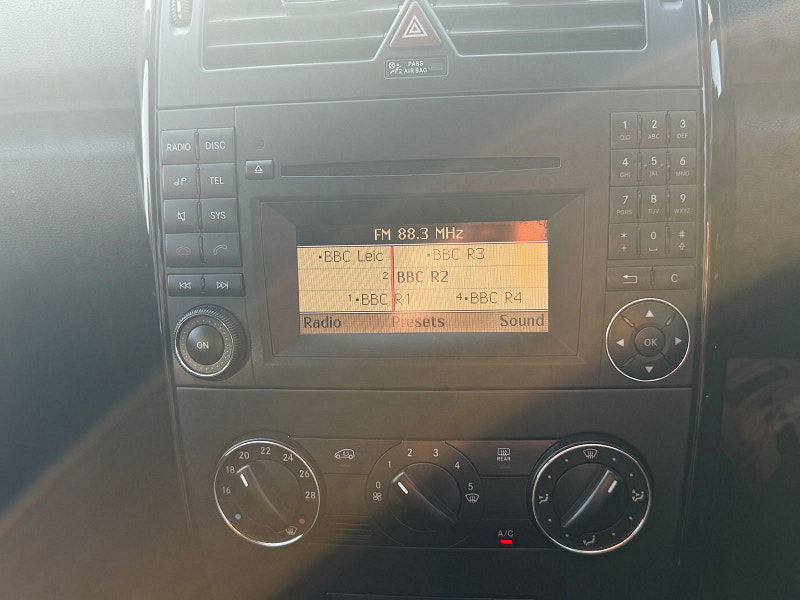 PASS
2 AIRBAG
RADIO DISC
TEL
SYS
ON
FM 88.3 MHz
•BBC Leic •BBC R3
2 BBC R2
1•BBC R1 4•BBC R4
Radio Presets Sound
1 2 ABC 3 DEF
4 GHI 5 JKL 6 MNO
7 PQRS 8 TUV 9 WXYZ
* + 0 #
C
OK
16 18 20 22 24 26 28
0 1 2 3 4 5
REAR
A/C